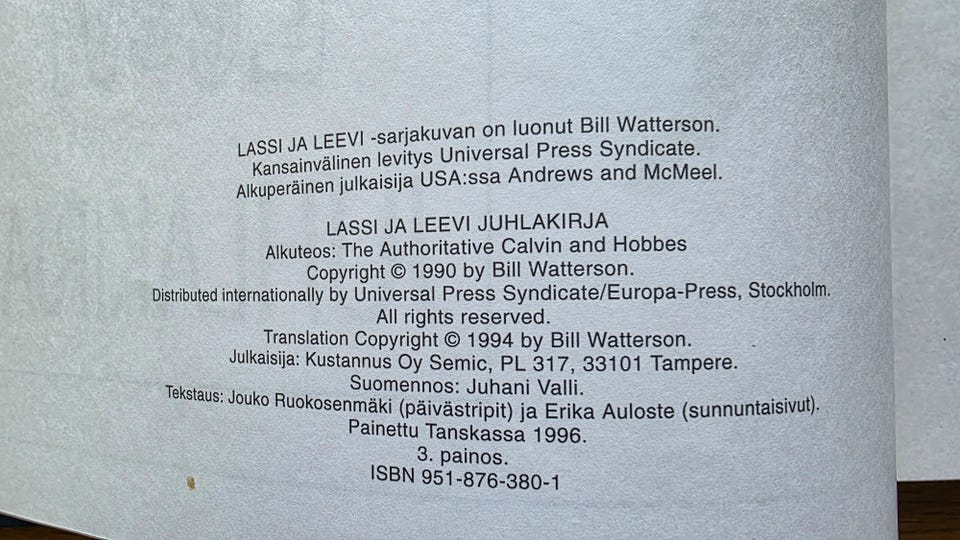 LASSI JA LEEVI -sarjakuvan on luonut Bill Watterson.
Kansainvälinen levitys Universal Press Syndicate.
Alkuperäinen julkaisija USA:ssa Andrews and McMeel.
LASSI JA LEEVI JUHLAKIRJA
Alkuteos: The Authoritative Calvin and Hobbes
Copyright © 1990 by Bill Watterson.
Distributed internationally by Universal Press Syndicate/Europa-Press, Stockholm.
All rights reserved.
Translation Copyright © 1994 by Bill Watterson.
Julkaisija: Kustannus Oy Semic, PL 317, 33101 Tampere.
Suomennos: Juhani Valli.
Tekstaus: Jouko Ruokosenmäki (päivästripit) ja Erika Auloste (sunnuntaisivut).
Painettu Tanskassa 1996.
3. painos.
ISBN 951-876-380-1